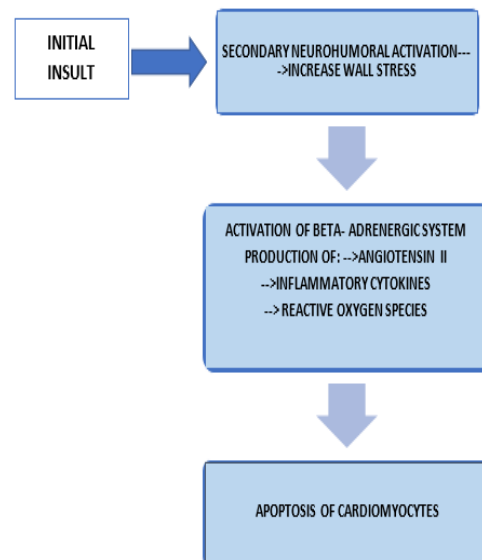 INITIAL
INSULT
SECONDARY NEUROHUMORAL ACTIVATION---
->INCREASE WALL STRESS
ACTIVATION OF BETA- ADRENERGIC SYSTEM
PRODUCTION OF: -->ANGIOTENSIN II
-->INFLAMMATORY CYTOKINES
--> REACTIVE OXYGEN SPECIES
APOPTOSIS OF CARDIOMYOCYTES